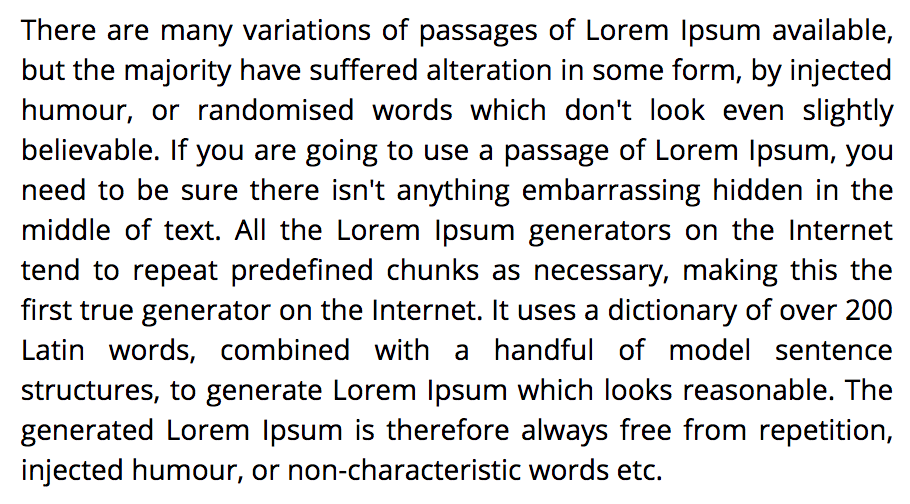 There are many variations of passages of Lorem Ipsum available,
but the majority have suffered alteration in some form, by injected
humour, or randomised words which don't look even slightly
believable. If you are going to use a passage of Lorem Ipsum, you
need to be sure there isn't anything embarrassing hidden in the
middle of text. All the Lorem Ipsum generators on the Internet
tend to repeat predefined chunks as necessary, making this the
first true generator on the Internet. It uses a dictionary of over 200
Latin words, combined with a handful of model sentence
structures, to generate Lorem Ipsum which looks reasonable. The
generated Lorem Ipsum is therefore always free from repetition,
injected humour, or non-characteristic words etc.